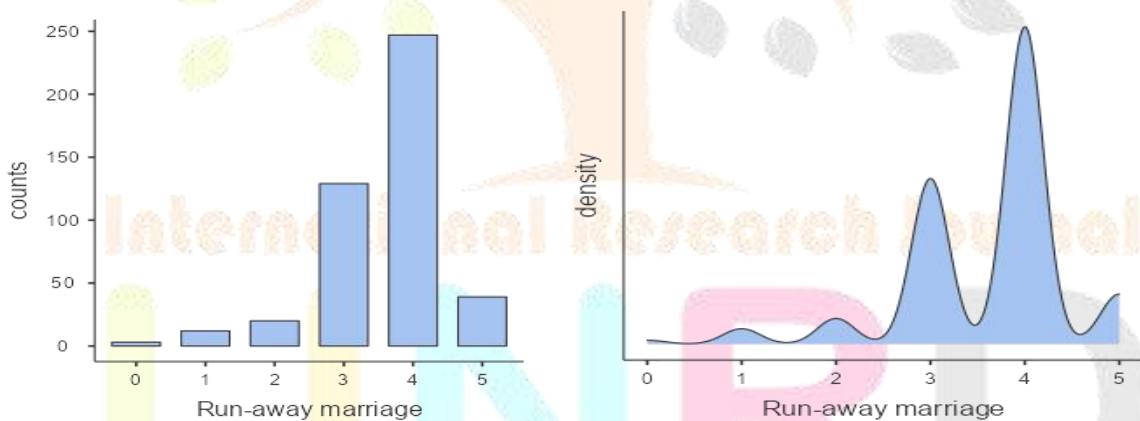 250
200
150
100
50
0
counts
0 1 2 3 4 5
Run-away marriage
density
0 1 2 3 4 5
Run-away marriage
International Research Journal